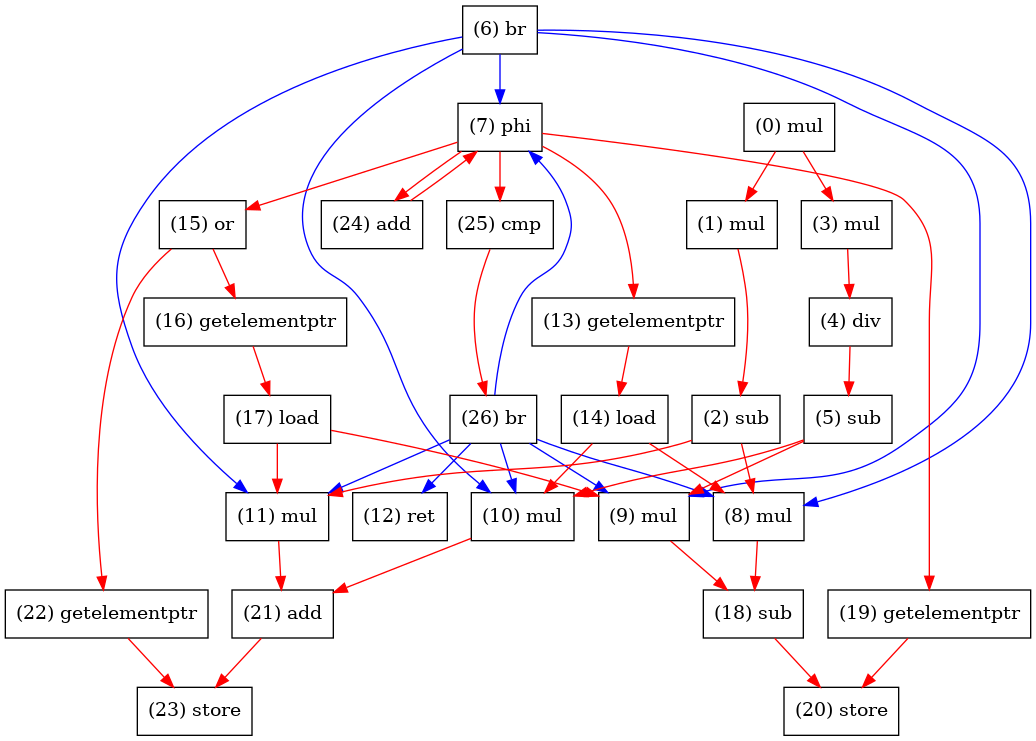 (6) br
(7) phi
(0) mul
(15) or
(24) add
(25) cmp
(1) mul
(3) mul
(16) getelementptr
(13) getelementptr
(4) div
(17) load
(26) br
(14) load
(2) sub
(5) sub
(11) mul
(12) ret
(10) mul
(9) mul
(8) mul
(22) getelementptr
(21) add
(18) sub
(19) getelementptr
(23) store
(20) store